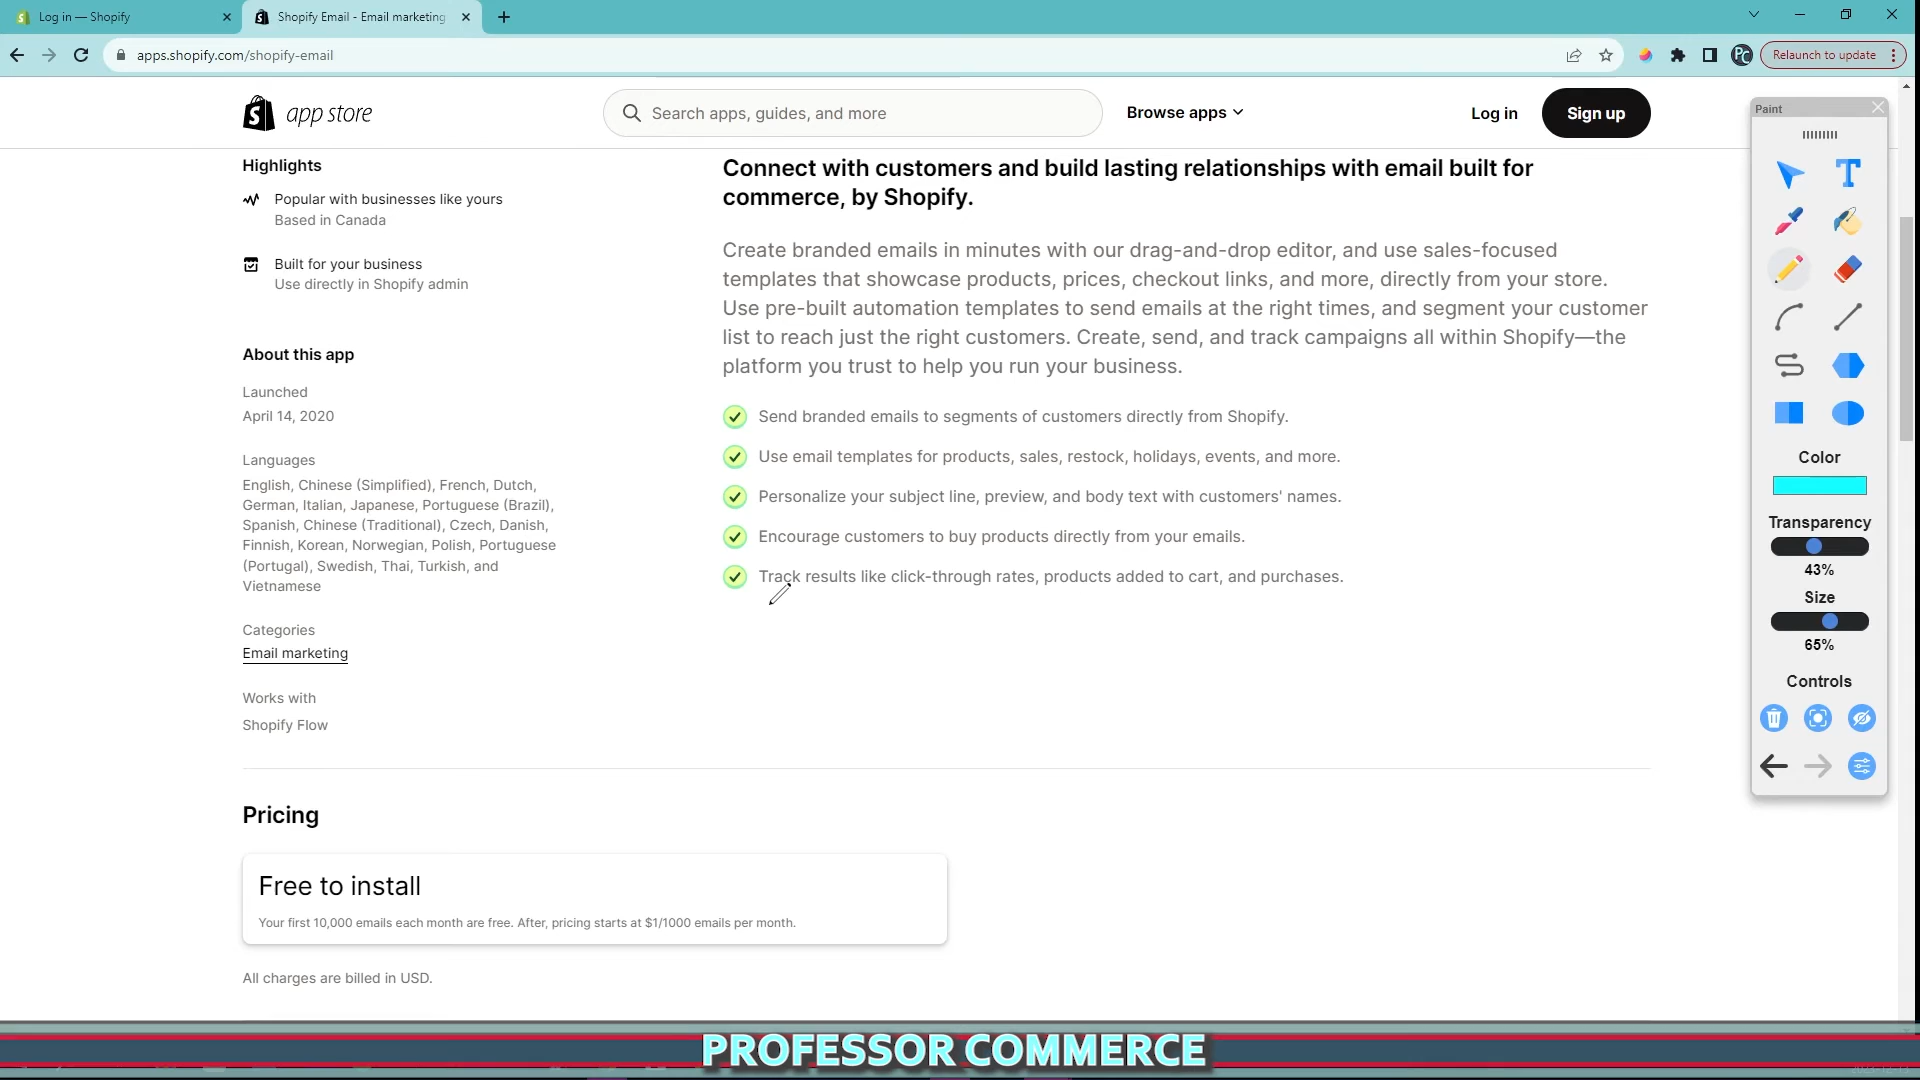 Log in — Shopify
Shopify Email - Email marketing
apps.shopify.com/shopify-email
Relaunch to update
app store
Search apps, guides, and more
Browse apps
Log in
Sign up
Highlights
Popular with businesses like yours
Based in Canada
Built for your business
Use directly in Shopify admin
About this app
Launched
April 14, 2020
Languages
English, Chinese (Simplified), French, Dutch,
German, Italian, Japanese, Portuguese (Brazil),
Spanish, Chinese (Traditional), Czech, Danish,
Finnish, Korean, Norwegian, Polish, Portuguese
(Portugal), Swedish, Thai, Turkish, and
Vietnamese
Categories
Email marketing
Works with
Shopify Flow
Connect with customers and build lasting relationships with email built for
commerce, by Shopify.
Create branded emails in minutes with our drag-and-drop editor, and use sales-focused
templates that showcase products, prices, checkout links, and more, directly from your store.
Use pre-built automation templates to send emails at the right times, and segment your customer
list to reach just the right customers. Create, send, and track campaigns all within Shopify—the
platform you trust to help you run your business.
Send branded emails to segments of customers directly from Shopify.
Use email templates for products, sales, restock, holidays, events, and more.
Personalize your subject line, preview, and body text with customers' names.
Encourage customers to buy products directly from your emails.
Track results like click-through rates, products added to cart, and purchases.
Pricing
Free to install
Your first 10,000 emails each month are free. After, pricing starts at $1/1000 emails per month.
All charges are billed in USD.
Paint
T
Color
Transparency
43%
Size
65%
Controls
PROFESSOR COMMERCE